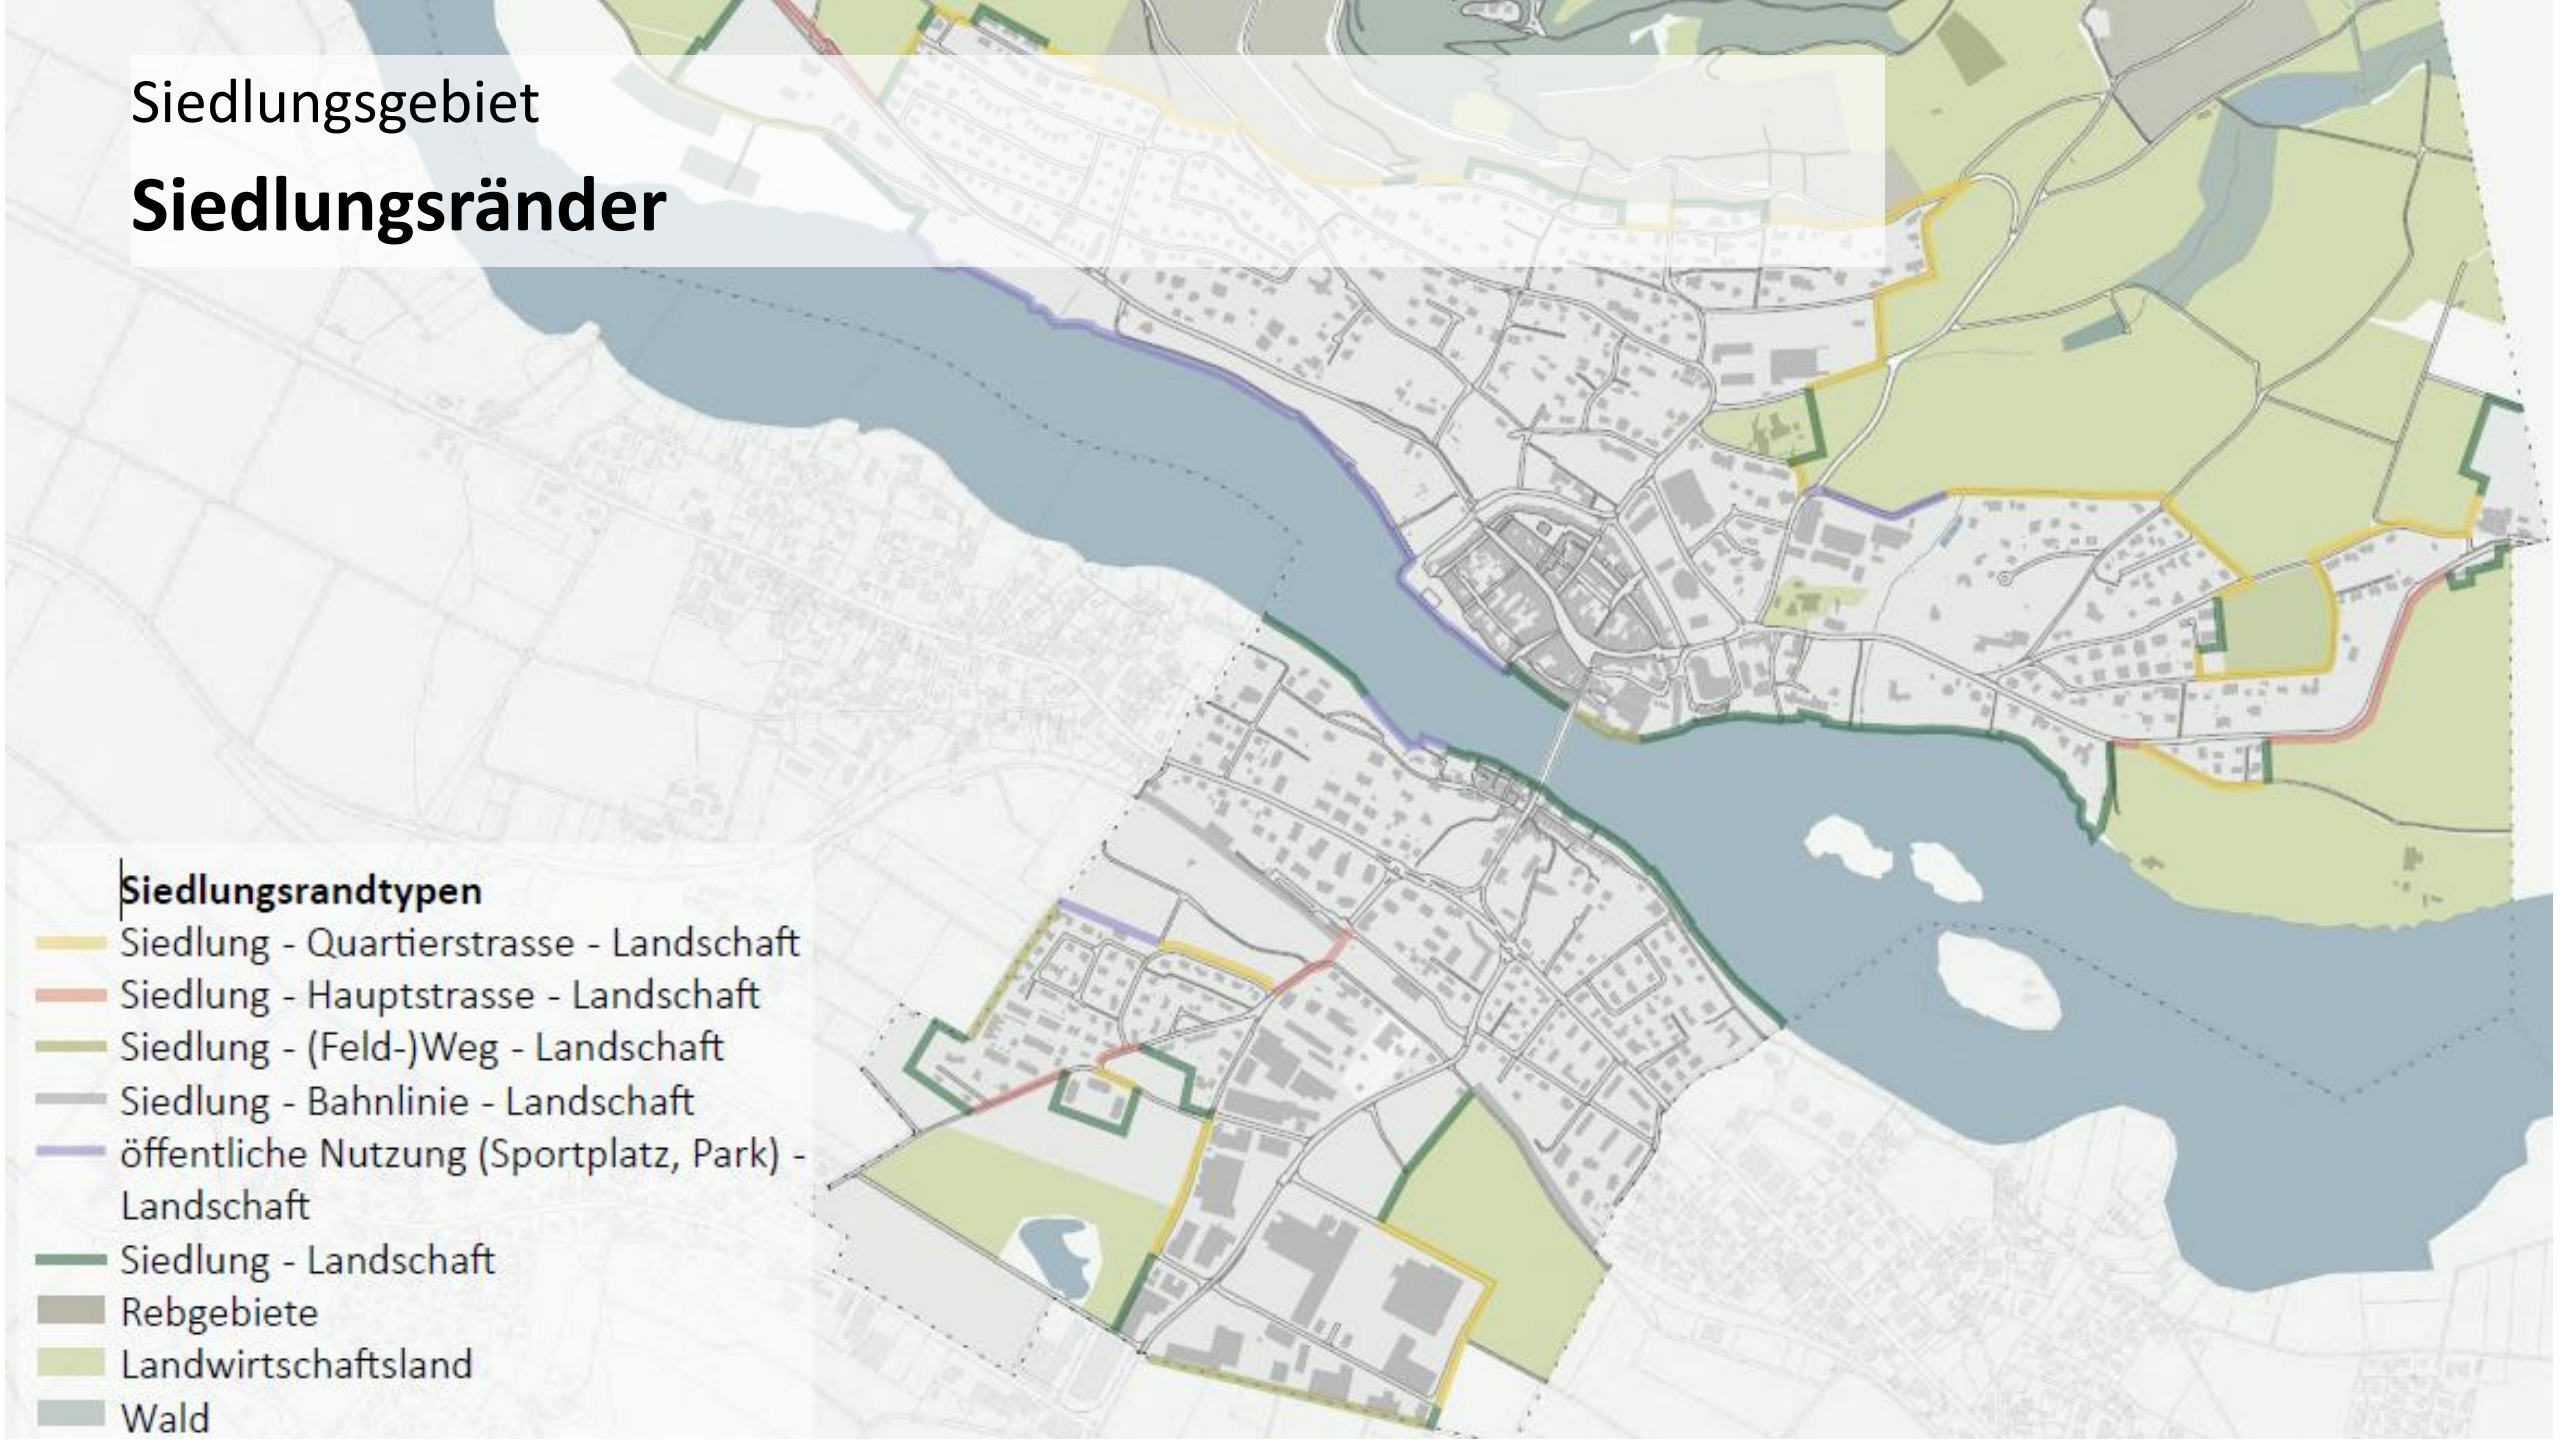 Siedlungsgebiet
Siedlungsränder
Siedlungsrandtypen
Siedlung - Quartierstrasse - Landschaft
Siedlung - Hauptstrasse - Landschaft
Siedlung - (Feld-)Weg - Landschaft
Siedlung - Bahnlinie - Landschaft
öffentliche Nutzung (Sportplatz, Park) -
Landschaft
Siedlung - Landschaft
Rebgebiete
Landwirtschaftsland
Wald